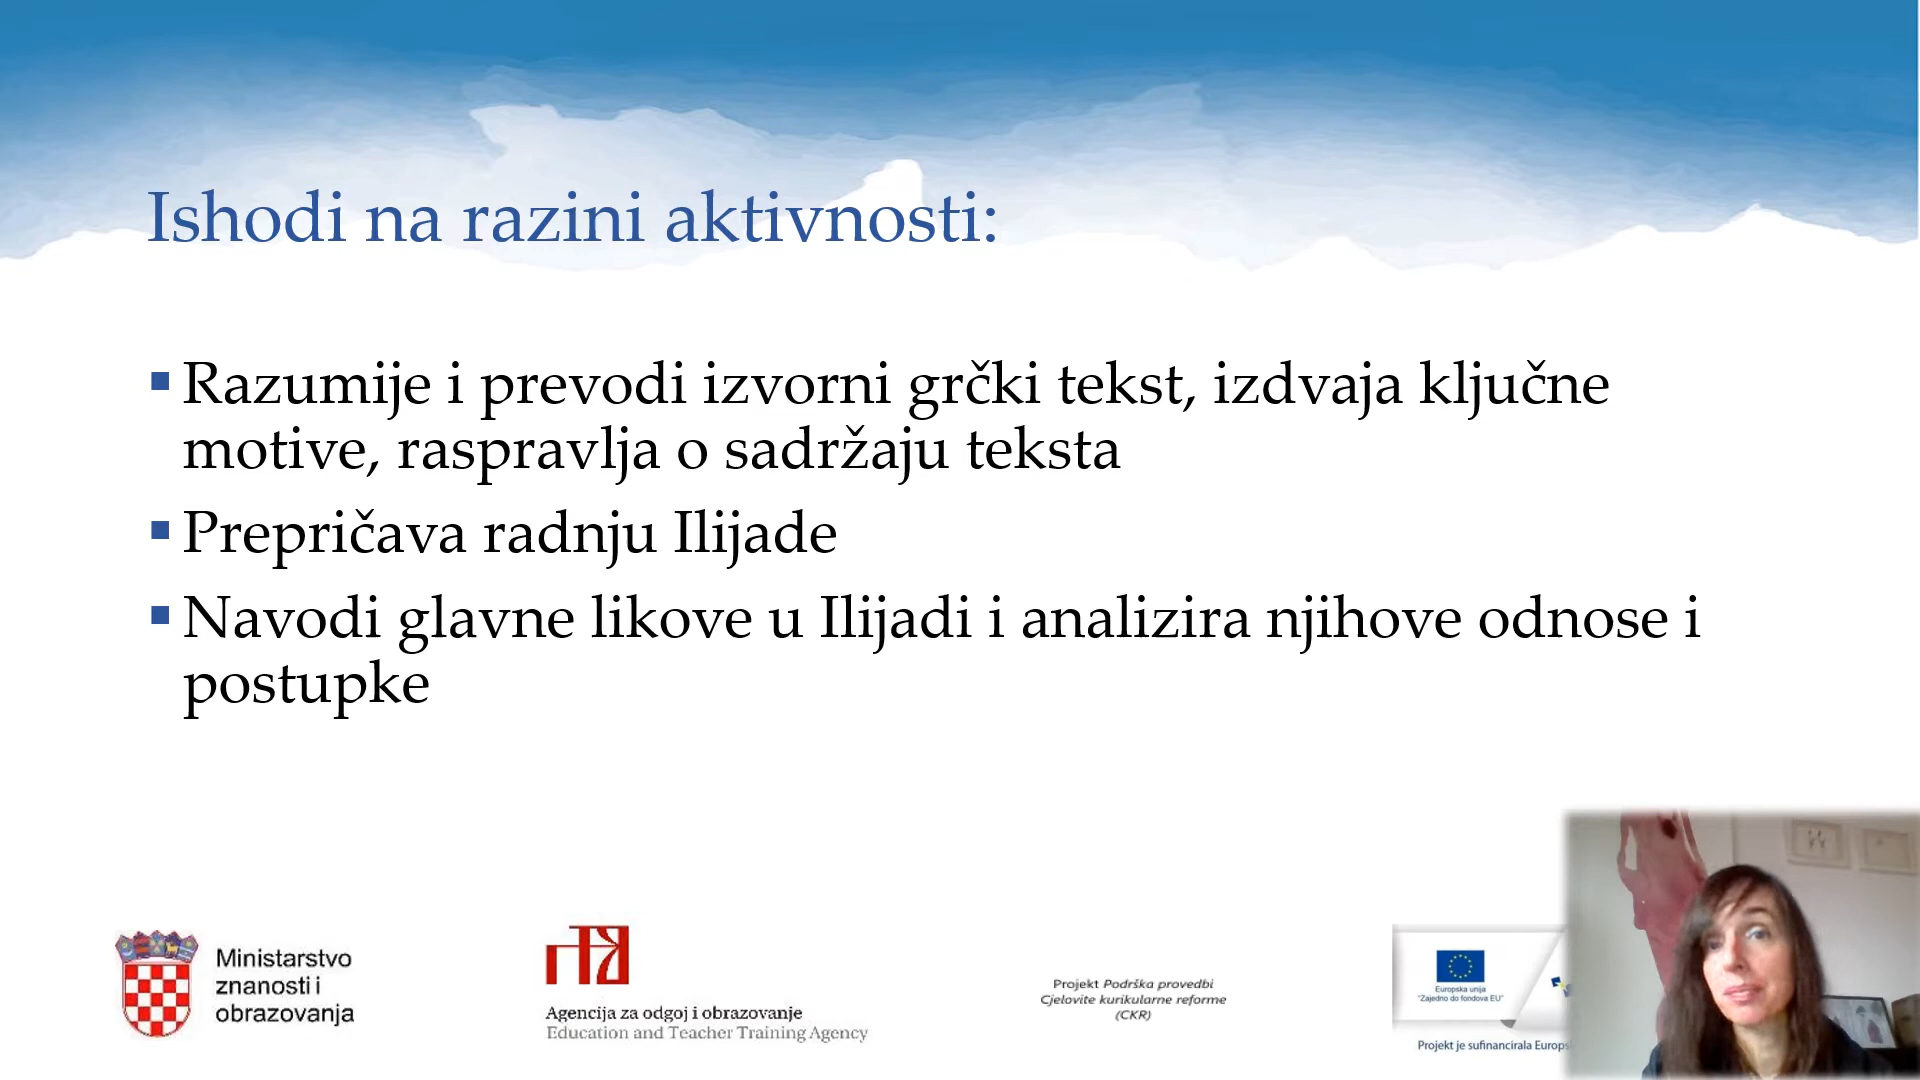 Ishodi na razini aktivnosti:
Razumije i prevodi izvorni grčki tekst, izdvaja ključne
motive, raspravlja o sadržaju teksta
Prepričava radnju Ilijade
Navodi glavne likove u Ilijadi i analizira njihove odnose i
postupke
Ministarstvo
znanosti i
obrazovanja
Agencija za odgoj i obrazovanje
Education and Teacher Training Agency
Projekt Podrška provedbi
Cjelovite kurikularne reforme
(CKR)
Europska unija
"Zajedno do fondova EU"
Projekt je sufinancirala Europs